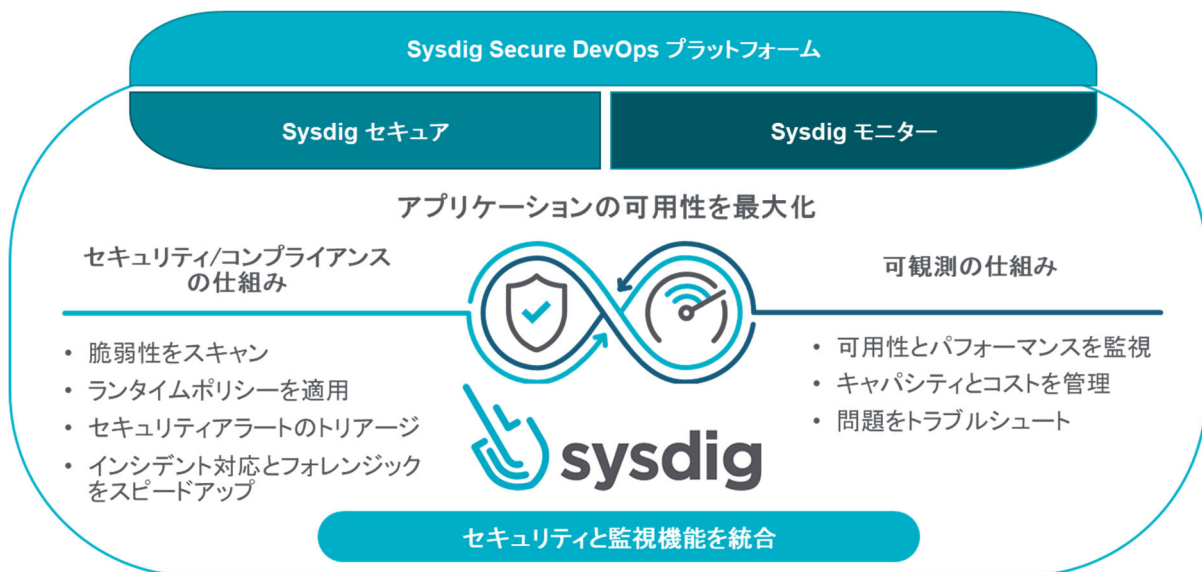 Sysdig Secure DevOps プラットフォーム
Sysdig セキュア
Sysdig モニター
アプリケーションの可用性を最大化
セキュリティ/コンプライアンス
の仕組み
• 脆弱性をスキャン
• ランタイムポリシーを適用
• セキュリティアラートのトリアージ
• インシデント対応とフォレンジック
をスピードアップ
可観測の仕組み
• 可用性とパフォーマンスを監視
• キャパシティとコストを管理
• 問題をトラブルシュート
sysdig
セキュリティと監視機能を統合